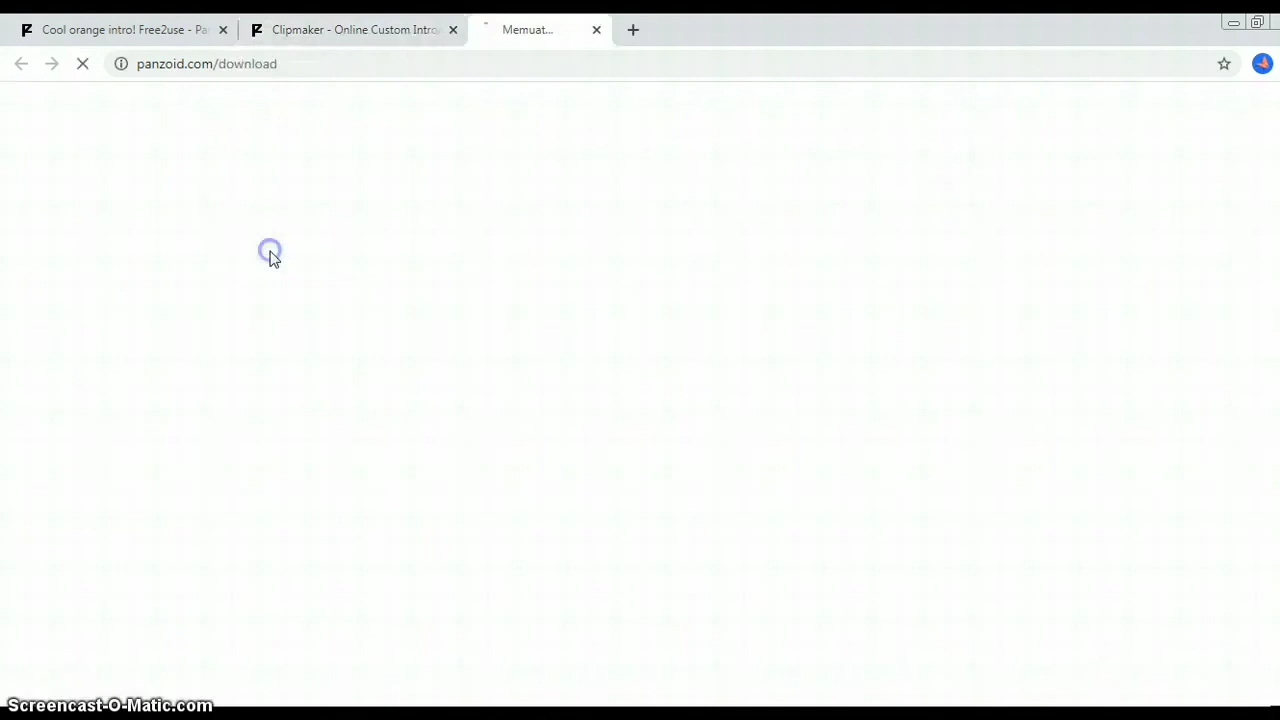 Cool orange intro! Free2use - Pa
Clipmaker - Online Custom Intro
Memuat...
panzoid.com/download
Screencast-O-Matic.com